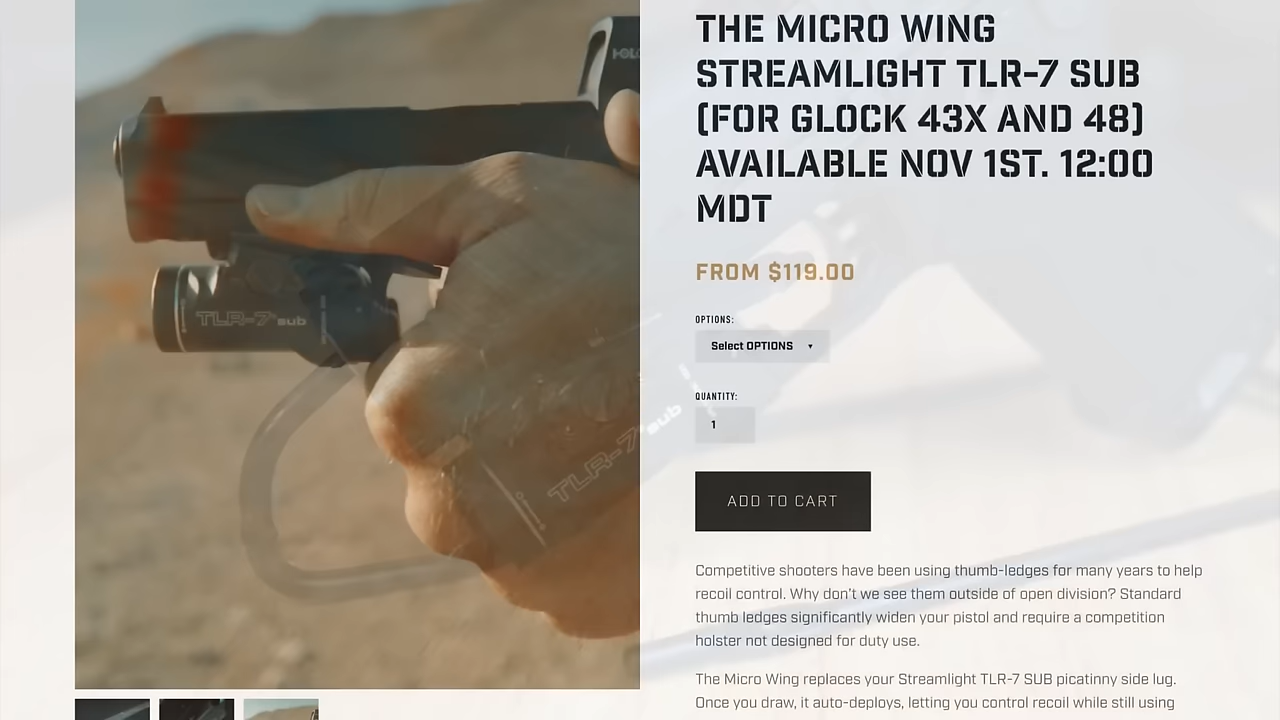 THE MICRO WING
STREAMLIGHT TLR-7 SUB
(FOR GLOCK 43X AND 48)
AVAILABLE NOV 1ST. 12:00
MDT
FROM $119.00
OPTIONS:
Select OPTIONS
QUANTITY:
1
ADD TO CART
Competitive shooters have been using thumb-ledges for many years to help
recoil control. Why don't we see them outside of open division? Standard
thumb ledges significantly widen your pistol and require a competition
holster not designed for duty use.
The Micro Wing replaces your Streamlight TLR-7 SUB picatinny side lug.
Once you draw, it auto-deploys, letting you control recoil while still using
TLR-7 sub
TLR-7 sub